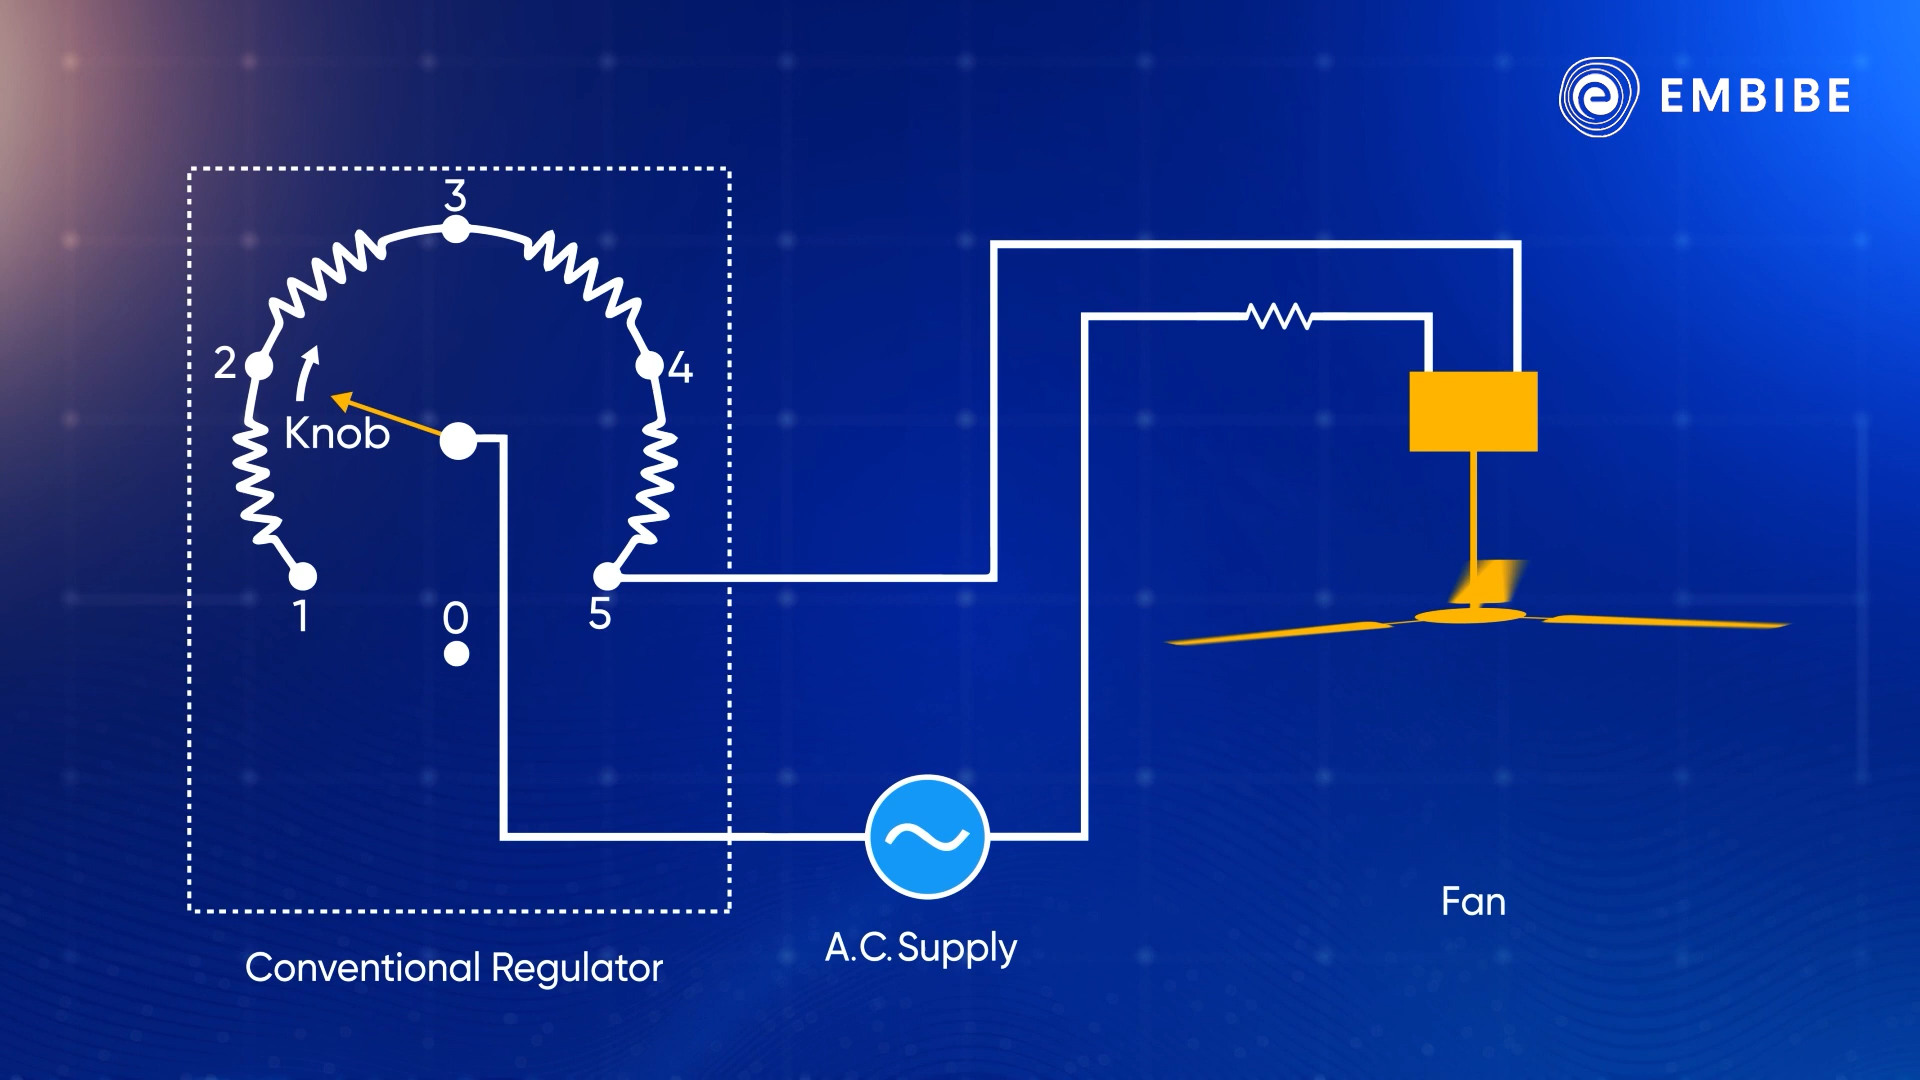 EMBIBE
3
2
4
Knob
1
0
5
Fan
A.C. Supply
Conventional Regulator